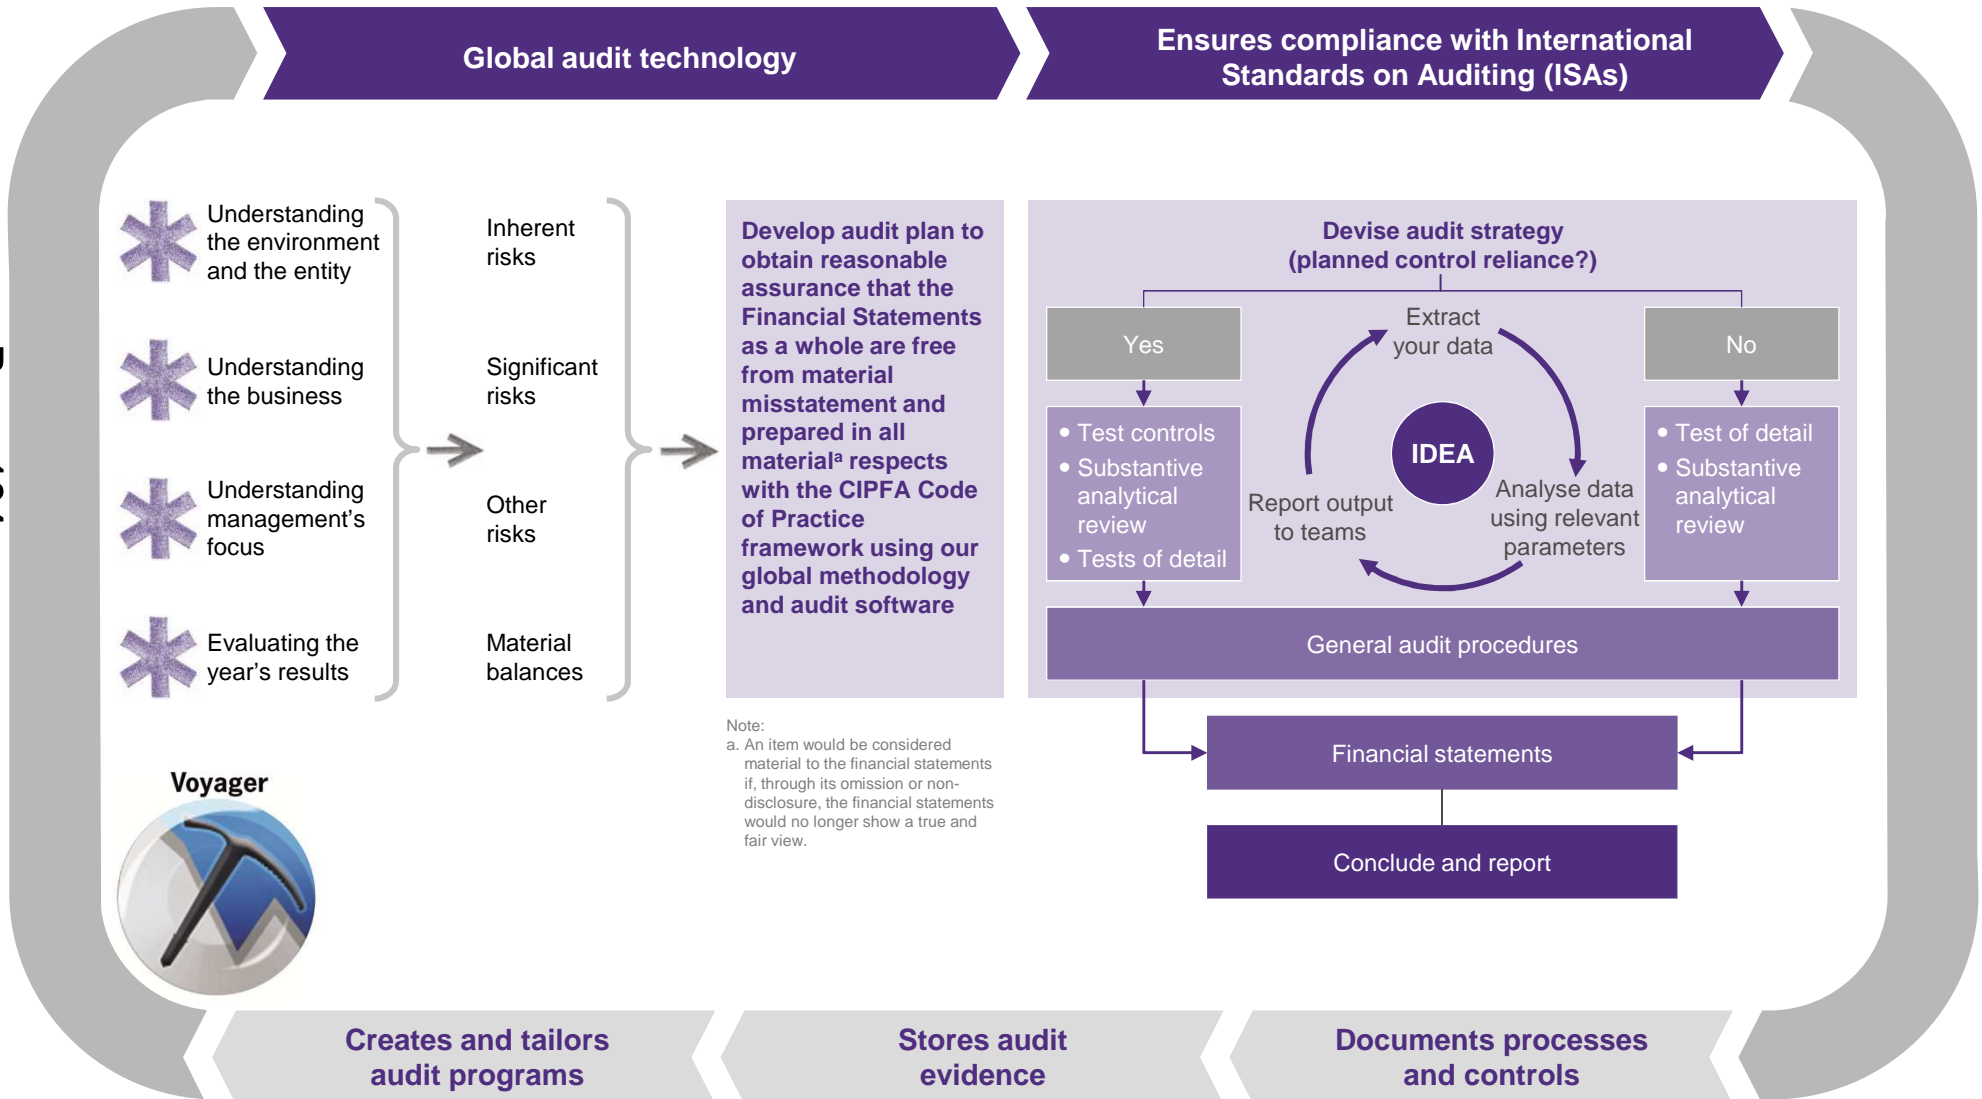 Global audit technology
Ensures compliance with International
Standards on Auditing (ISAs)
Understanding
the environment
and the entity
Understanding
the business
Understanding
management's
focus
Evaluating the
year's results
Inherent
risks
Significant
risks
Other
risks
Material
balances
Develop audit plan to
obtain reasonable
assurance that the
Financial Statements
as a whole are free
from material
misstatement and
prepared in all
materialᵃ respects
with the CIPFA Code
of Practice
framework using our
global methodology
and audit software
Note:
a. An item would be considered
material to the financial statements
if, through its omission or non-
disclosure, the financial statements
would no longer show a true and
fair view.
Devise audit strategy
(planned control reliance?)
Yes
• Test controls
• Substantive
analytical
review
• Tests of detail
Extract
your data
IDEA
Analyse data
using relevant
parameters
Report output
to teams
No
• Test of detail
• Substantive
analytical
review
General audit procedures
Financial statements
Conclude and report
Voyager
Creates and tailors
audit programs
Stores audit
evidence
Documents processes
and controls